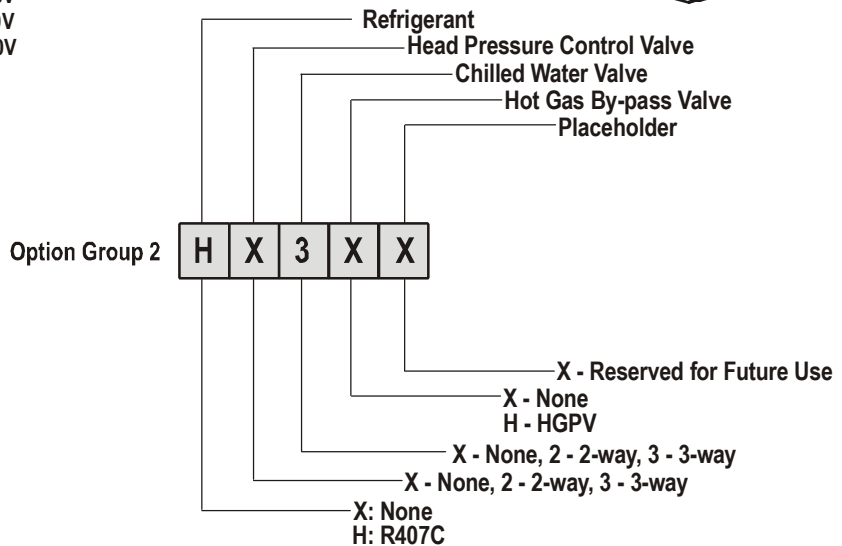 V
Refrigerant
0V
Head Pressure Control Valve
0V
Chilled Water Valve
Hot Gas By-pass Valve
Placeholder
Option Group 2 H X 3 X X
X - Reserved for Future Use
X - None
H - HGPV
X - None, 2 - 2-way, 3 - 3-way
X - None, 2 - 2-way, 3 - 3-way
X: None
H: R407C